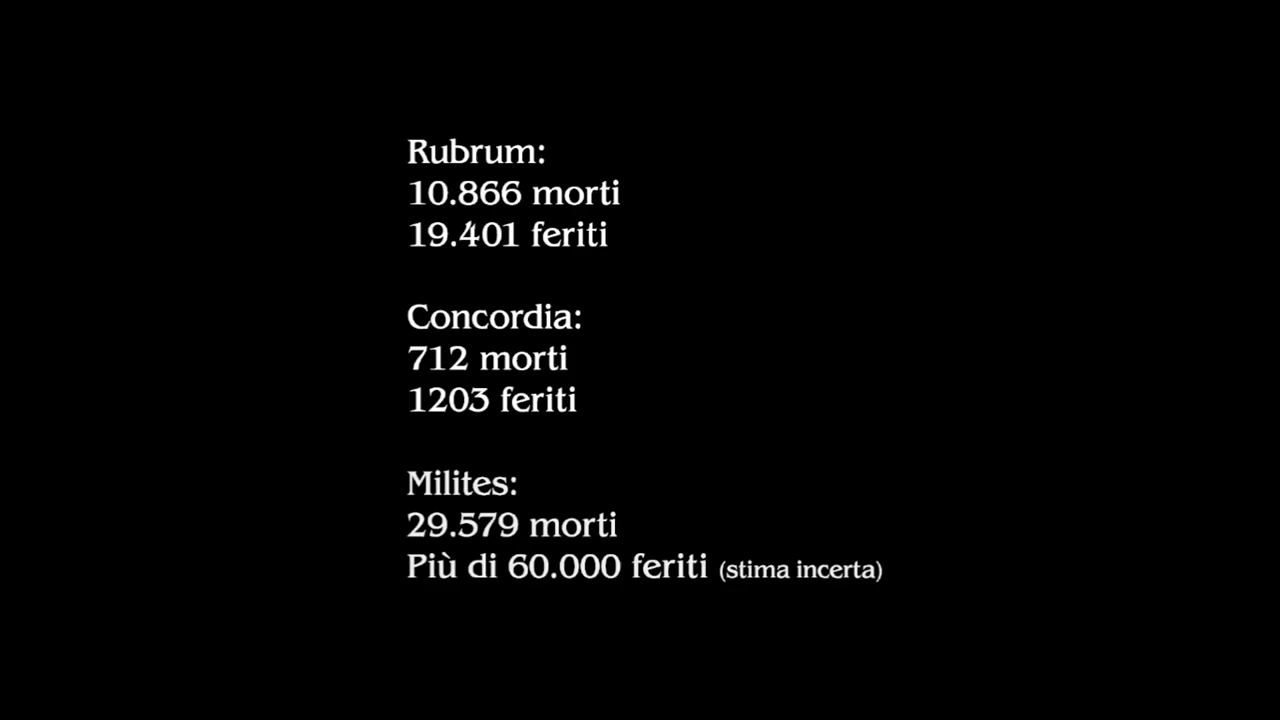 Rubrum:
10.866 morti
19.401 feriti
Concordia:
712 morti
1203 feriti
Milites:
29.579 morti
Più di 60.000 feriti (stima incerta)